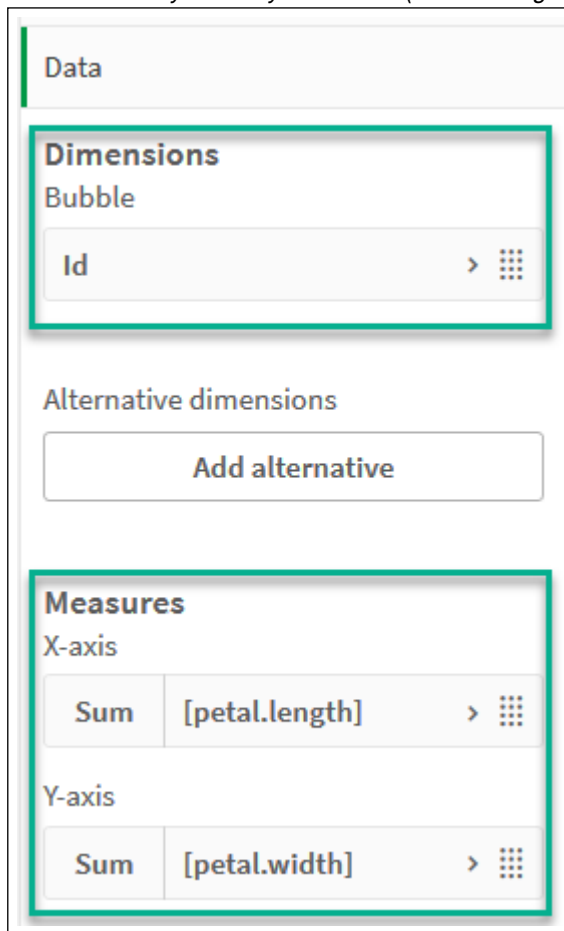 Data
Dimensions
Bubble
Id
Alternative dimensions
Add alternative
Measures
X-axis
Sum [petal.length]
Y-axis
Sum [petal.width]